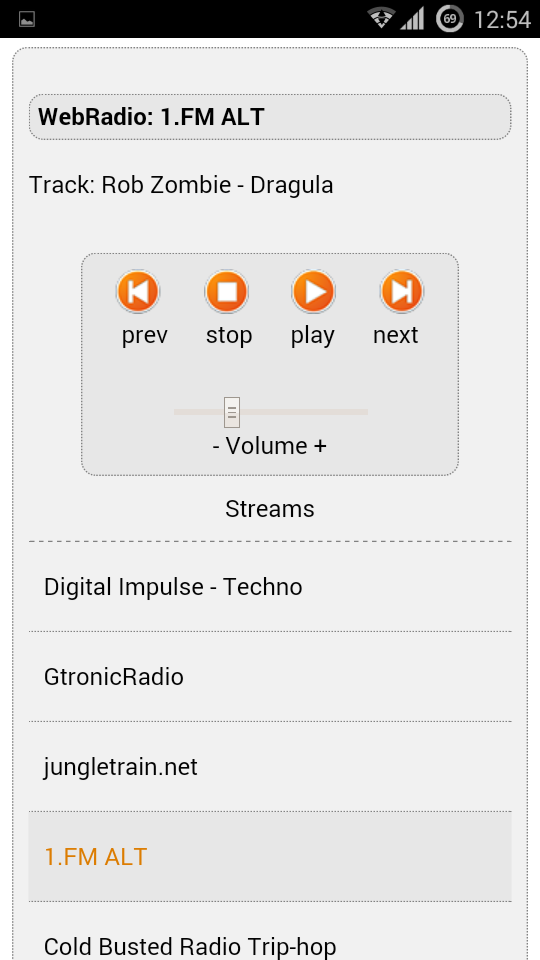 69 12:54
WebRadio: 1.FM ALT
Track: Rob Zombie - Dragula
prev stop play next
- Volume +
Streams
Digital Impulse - Techno
GtronicRadio
jungletrain.net
1.FM ALT
Cold Busted Radio Trip-hop